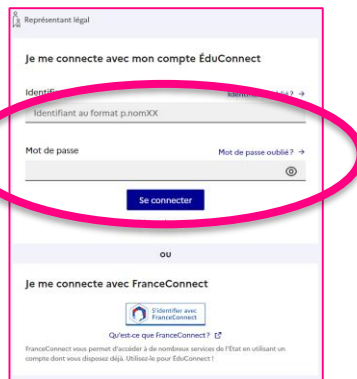 Représentant légal
Je me connecte avec mon compte ÉduConnect
Identifiant au format p.nomXX
Mot de passe
Mot de passe oublié ? →
Se connecter
ou
Je me connecte avec FranceConnect
S'identifier avec
FranceConnect
Qu'est-ce que FranceConnect ?
FranceConnect vous permet d'accéder à de nombreux services de l'État en utilisant un
compte dont vous disposez déjà. Utilisez-le pour ÉduConnect !